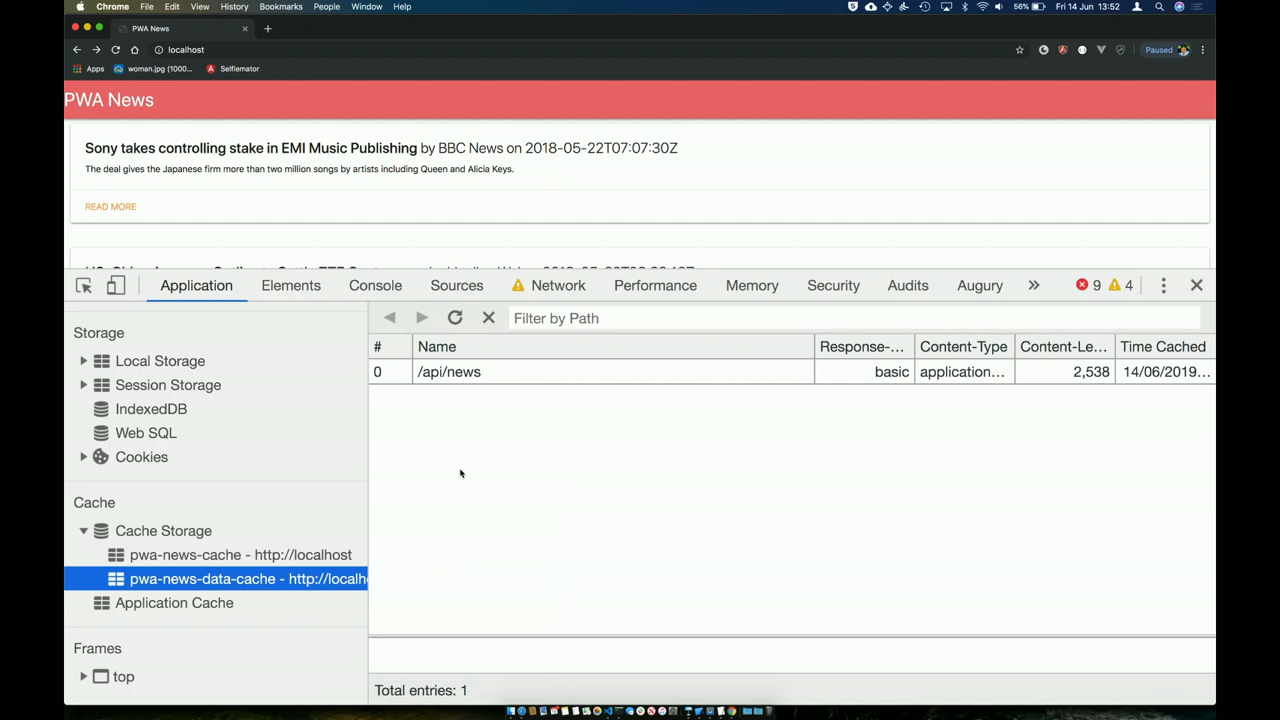 Chrome File Edit View History Bookmarks People Window Help 56% Fri 14 Jun 13:52
PWA News
localhost Paused
Apps woman.jpg (1000... Selfiemator
PWA News
Sony takes controlling stake in EMI Music Publishing by BBC News on 2018-05-22T07:07:30Z
The deal gives the Japanese firm more than two million songs by artists including Queen and Alicia Keys.
READ MORE
Application Elements Console Sources Network Performance Memory Security Audits Augury » 9 4
Filter by Path
# Name Response-... Content-Type Content-Le... Time Cached
0 /api/news basic application... 2,538 14/06/2019...
Storage
Local Storage
Session Storage
IndexedDB
Web SQL
Cookies
Cache
Cache Storage
pwa-news-cache - http://localhost
pwa-news-data-cache - http://localh
Application Cache
Frames
top
Total entries: 1